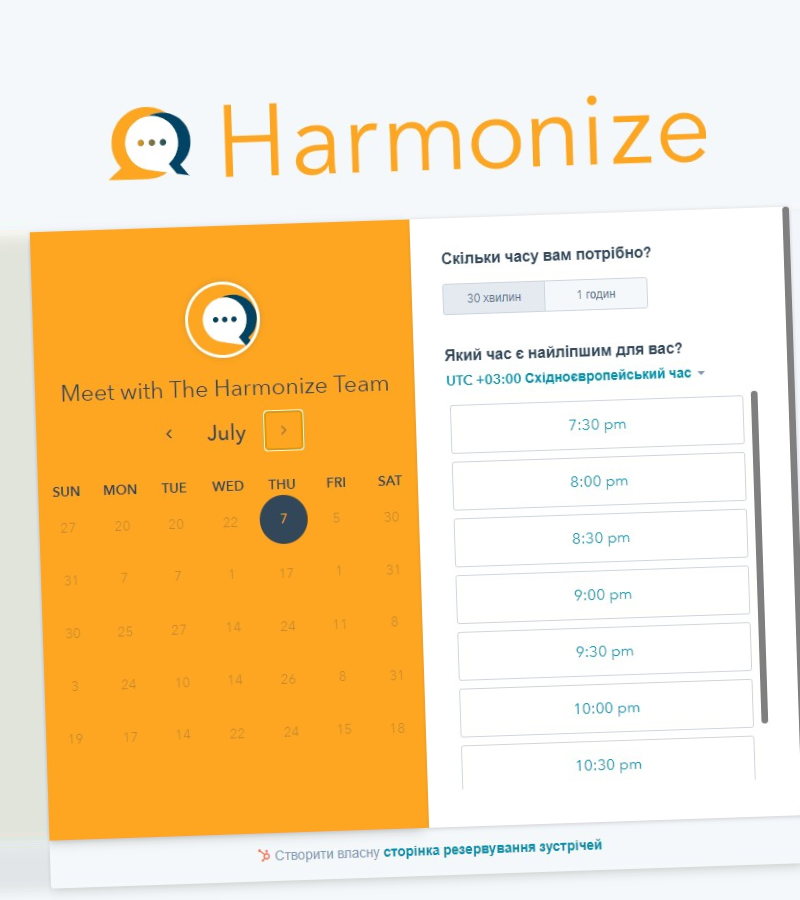 Harmonize
Meet with The Harmonize Team
July
SUN MON TUE WED THU FRI SAT
27 20 20 22 7 5 30
31 7 7 1 17 1 31
30 25 27 14 24 11 8
3 24 10 14 26 8 31
19 17 14 22 24 15 18
Скільки часу вам потрібно?
30 хвилин 1 годин
Який час є найліпшим для вас?
UTC +03:00 Східноєвропейський час
7:30 pm
8:00 pm
8:30 pm
9:00 pm
9:30 pm
10:00 pm
10:30 pm
Створити власну сторінка резервування зустрічей